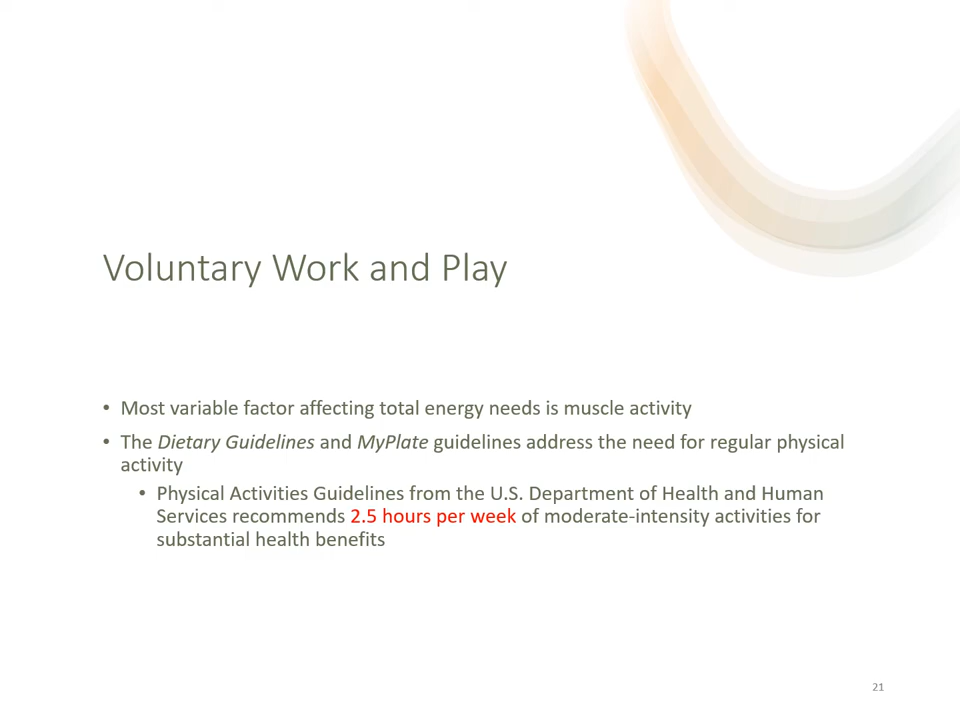 Voluntary Work and Play
• Most variable factor affecting total energy needs is muscle activity
• The Dietary Guidelines and MyPlate guidelines address the need for regular physical
activity
• Physical Activities Guidelines from the U.S. Department of Health and Human
Services recommends 2.5 hours per week of moderate-intensity activities for
substantial health benefits
21